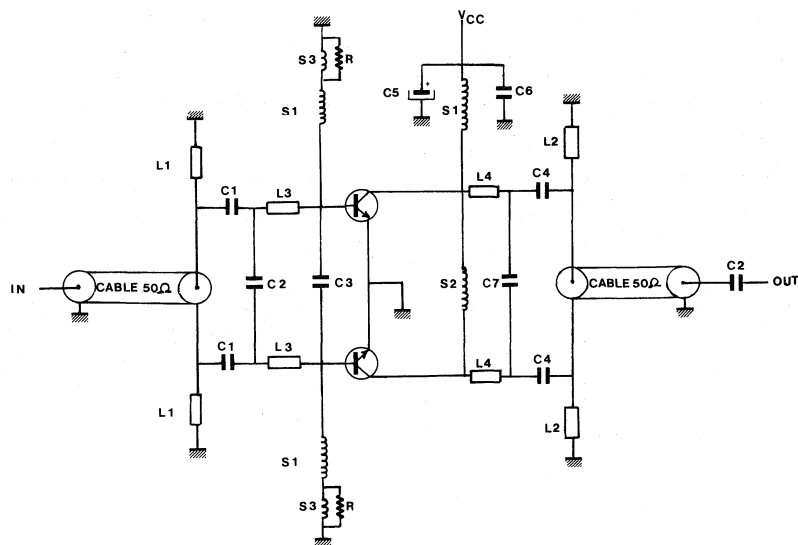 VCC
S3 R
C5 + S1 C6
S1
L1 L2
C1 L3 L4 C4
IN CABLE 50Ω C2 C3 S2 C7 CABLE 50Ω C2 OUT
C1 L3 L4 C4
L1 L2
S1
S3 R